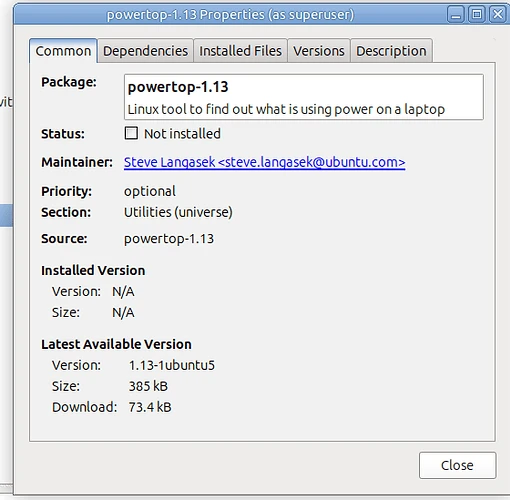 powertop-1.13 Properties (as superuser)
Common Dependencies Installed Files Versions Description
Package: powertop-1.13
Linux tool to find out what is using power on a laptop
Status: Not installed
Maintainer: Steve Langasek <steve.langasek@ubuntu.com>
Priority: optional
Section: Utilities (universe)
Source: powertop-1.13
Installed Version
Version: N/A
Size: N/A
Latest Available Version
Version: 1.13-1ubuntu5
Size: 385 kB
Download: 73.4 kB
Close